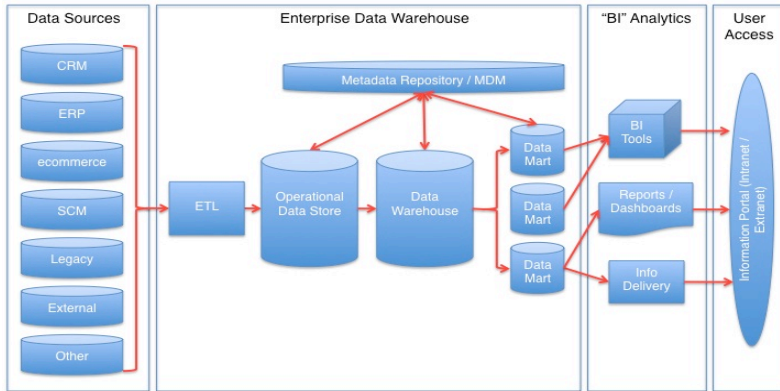 Data Sources
Enterprise Data Warehouse
“BI” Analytics
User
Access
CRM
ERP
ecommerce
SCM
Legacy
External
Other
Metadata Repository / MDM
ETL
Operational
Data Store
Data
Warehouse
Data
Mart
Data
Mart
Data
Mart
BI
Tools
Reports /
Dashboards
Info
Delivery
Information Portal (Intranet /
Extranet)